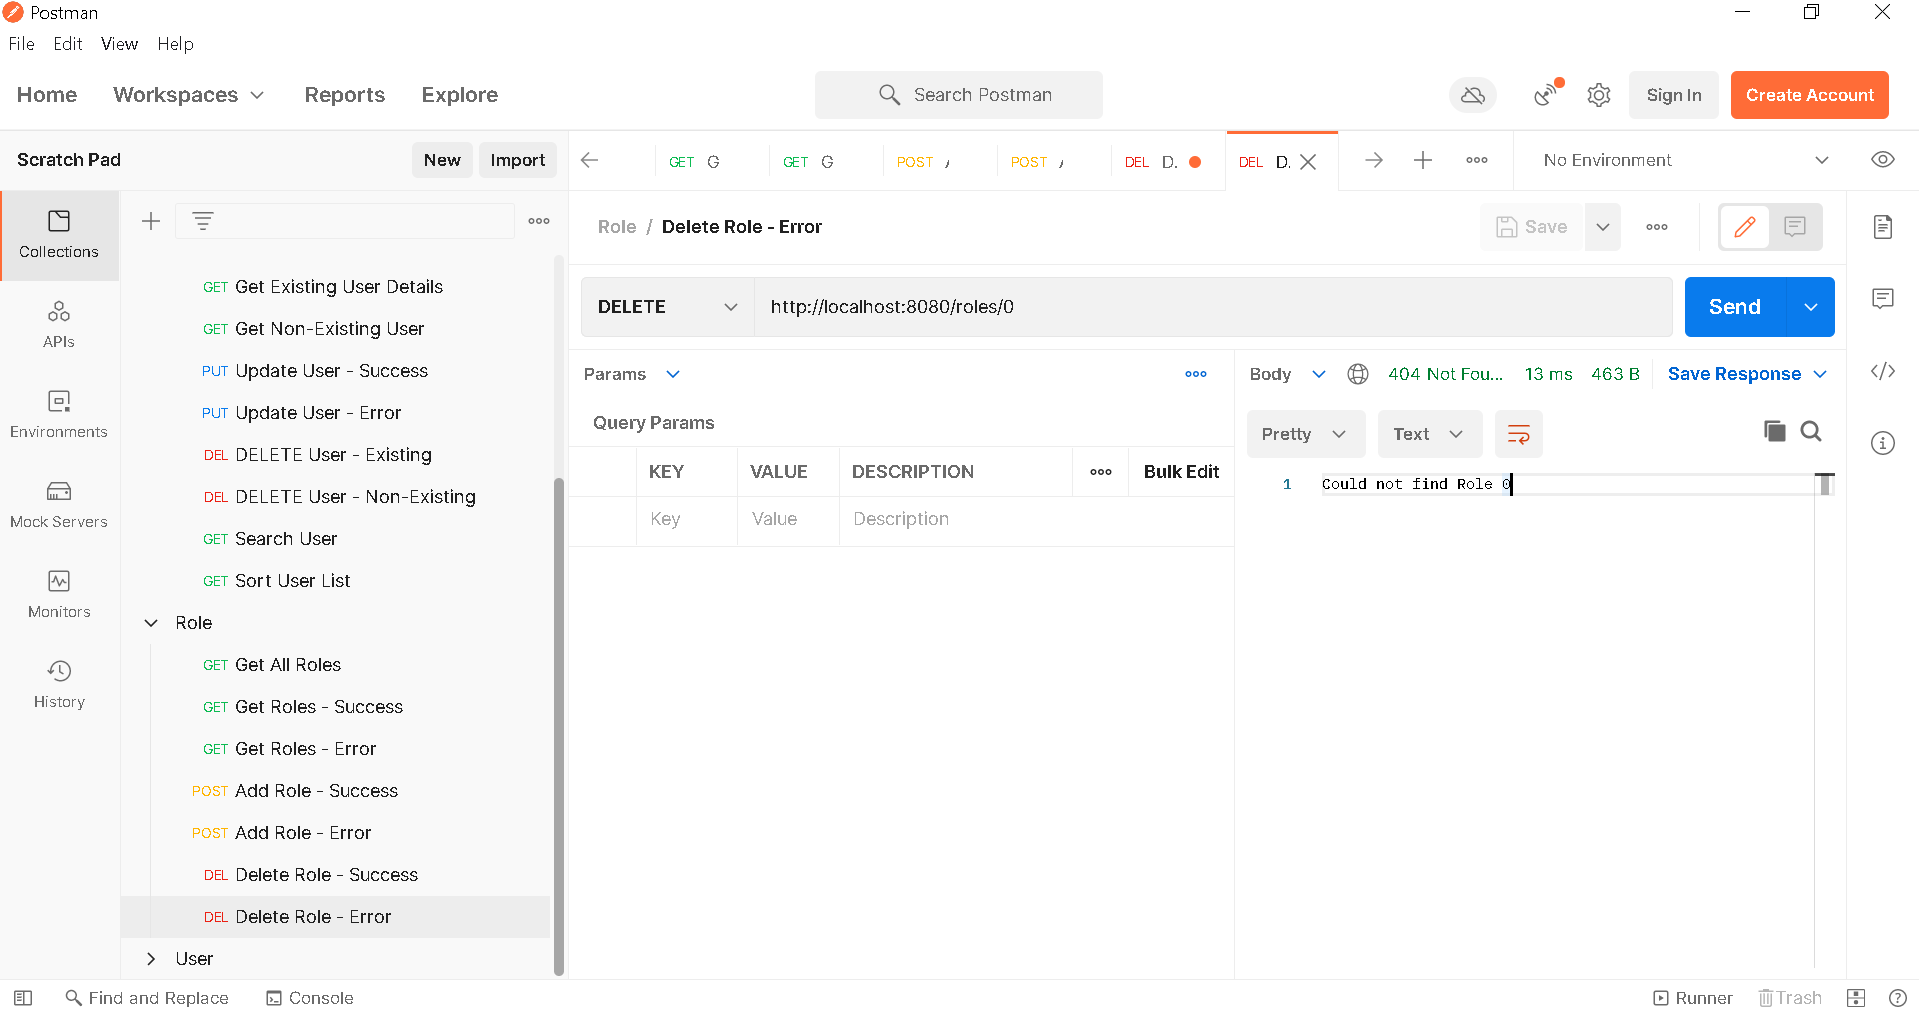 Postman
File Edit View Help
Home Workspaces Reports Explore Search Postman Sign In Create Account
Scratch Pad New Import
GET G GET G POST POST DEL D. DEL D. No Environment
Collections
APIs
Environments
Mock Servers
Monitors
History
GET Get Existing User Details
GET Get Non-Existing User
PUT Update User - Success
PUT Update User - Error
DEL DELETE User - Existing
DEL DELETE User - Non-Existing
GET Search User
GET Sort User List
Role
GET Get All Roles
GET Get Roles - Success
GET Get Roles - Error
POST Add Role - Success
POST Add Role - Error
DEL Delete Role - Success
DEL Delete Role - Error
User
Role / Delete Role - Error Save
DELETE http://localhost:8080/roles/0 Send
Params
Query Params
KEY VALUE DESCRIPTION Bulk Edit
Key Value Description
Body 404 Not Fou... 13 ms 463 B Save Response
Pretty Text
1 Could not find Role 0
Find and Replace Console Runner Trash